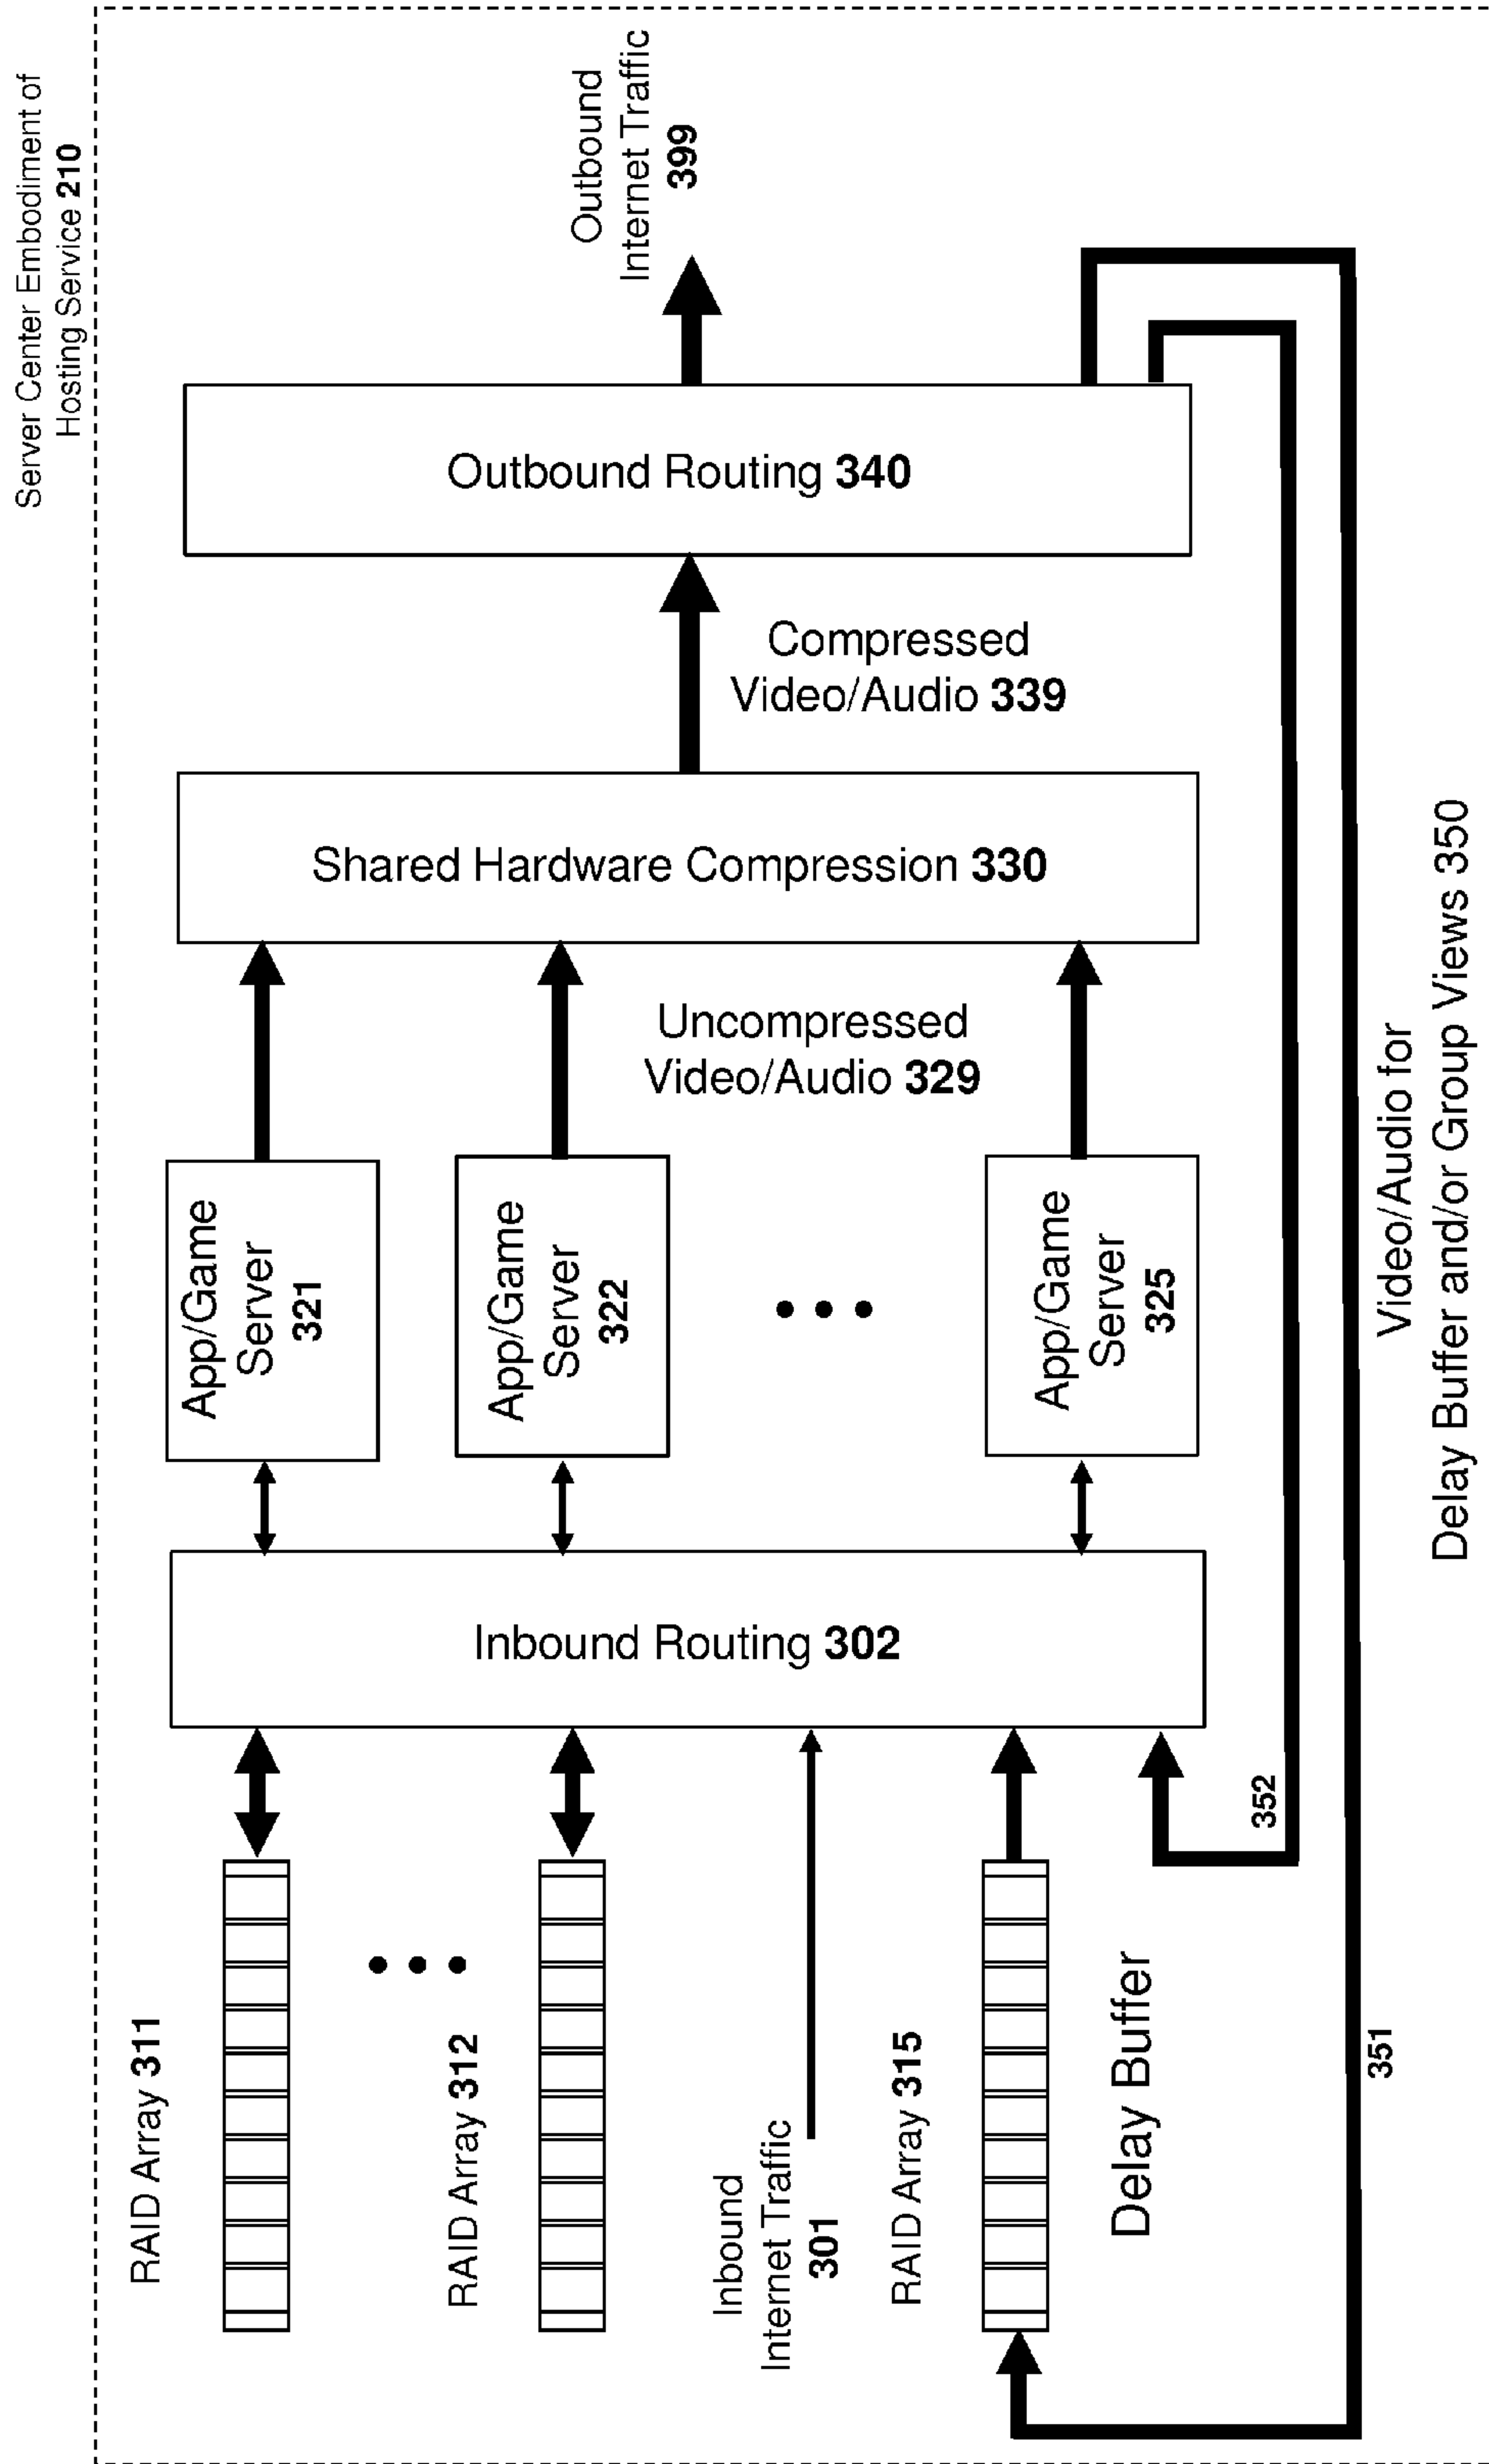 Server Center Embodiment of
Hosting Service 210
RAID Array 311
RAID Array 312
Inbound
Internet Traffic
301
RAID Array 315
Delay Buffer
Inbound Routing 302
App/Game
Server
321
App/Game
Server
322
App/Game
Server
325
Uncompressed
Video/Audio 329
Shared Hardware Compression 330
Compressed
Video/Audio 339
Outbound Routing 340
Outbound
Internet Traffic
399
352
351
Video/Audio for
Delay Buffer and/or Group Views 350